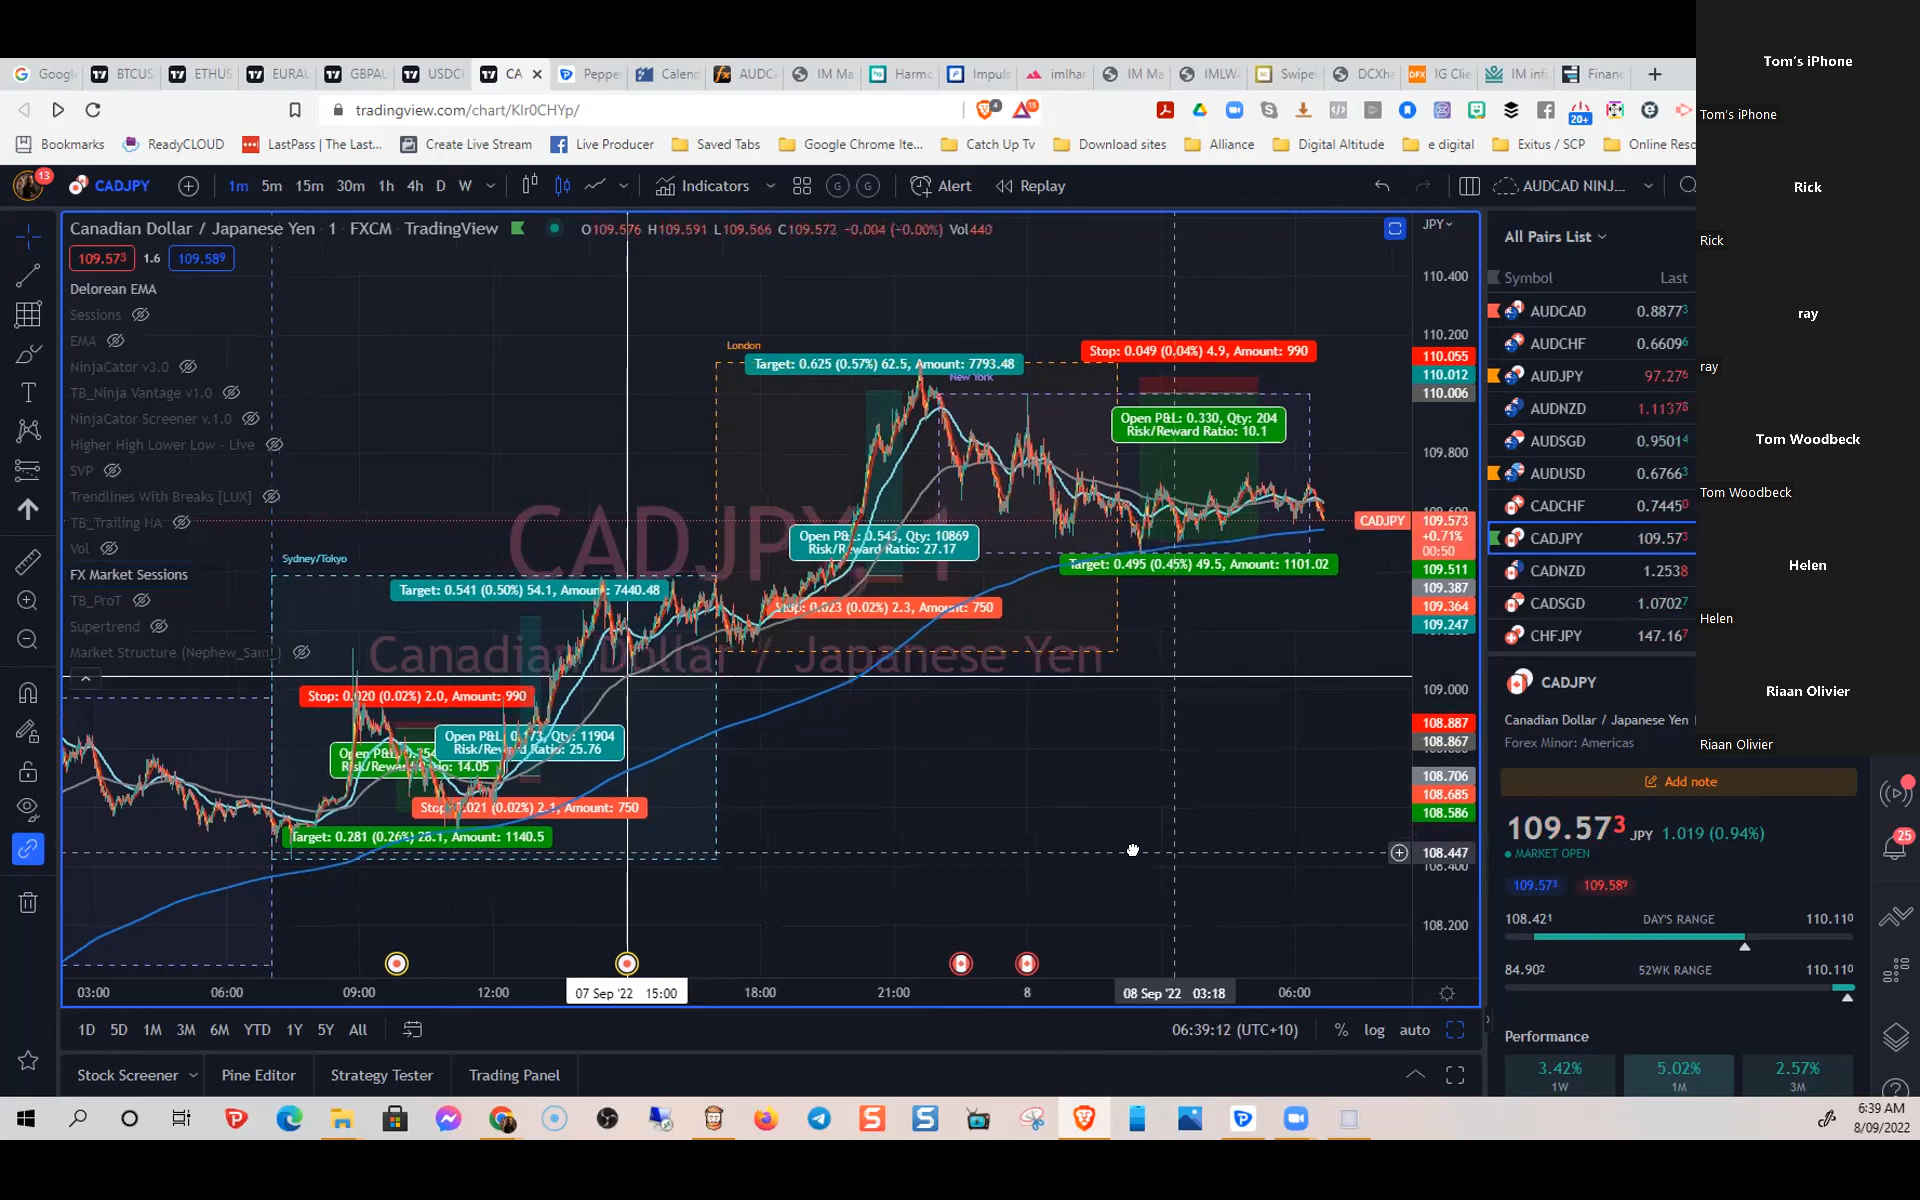 Tom's iPhone
Tom's iPhone
Rick
Rick
ray
ray
Tom Woodbeck
Tom Woodbeck
Helen
Helen
Riaan Olivier
Riaan Olivier
Googl BTCUS ETHUS EURAU GBPAU USDC CA Peppe Calenc AUDC IM Ma Harmo Impuls imlhar IM Ma IMLW Swipe DCXha IG Clie IM info Financ
tradingview.com/chart/KIr0CHYp/
Bookmarks ReadyCLOUD LastPass | The Last... Create Live Stream Live Producer Saved Tabs Google Chrome Ite... Catch Up Tv Download sites Alliance Digital Altitude e digital Exitus / SCP Online Reso
13 CADJPY 1m 5m 15m 30m 1h 4h D W Indicators Alert Replay AUDCAD NINJ...
Canadian Dollar / Japanese Yen · 1 · FXCM · TradingView O109.576 H109.591 L109.566 C109.572 −0.004 (−0.00%) Vol440 JPY
109.573 1.6 109.589
Delorean EMA
Sessions
EMA
NinjaCator v3.0
TB_Ninja Vantage v1.0
NinjaCator Screener v.1.0
Higher High Lower Low - Live
SVP
Trendlines With Breaks [LUX]
TB_Trailing HA
Vol
FX Market Sessions
TB_ProT
Supertrend
Market Structure (Nephew_Sam_)
London
Target: 0.625 (0.57%) 62.5, Amount: 7793.48
New York
Stop: 0.049 (0.04%) 4.9, Amount: 990
Open P&L: 0.330, Qty: 204
Risk/Reward Ratio: 10.1
CADJPY, 1
Canadian Dollar / Japanese Yen
Open P&L: 0.543, Qty: 10869
Risk/Reward Ratio: 27.17
Target: 0.495 (0.45%) 49.5, Amount: 1101.02
Stop: 0.023 (0.02%) 2.3, Amount: 750
Sydney/Tokyo
Target: 0.541 (0.50%) 54.1, Amount: 7440.48
Stop: 0.020 (0.02%) 2.0, Amount: 990
Open P&L:
Risk/Reward Ratio: 14.05
Qty: 11904
Risk/Reward Ratio: 25.76
Stop: 0.021 (0.02%) 2.1, Amount: 750
Target: 0.281 (0.26%) 28.1, Amount: 1140.5
110.400
110.200
110.055
110.012
110.006
109.800
CADJPY 109.573
+0.71%
00:50
109.511
109.387
109.364
109.247
109.000
108.887
108.867
108.706
108.685
108.586
108.447
108.400
108.200
03:00 06:00 09:00 12:00 07 Sep '22 15:00 18:00 21:00 8 08 Sep '22 03:18 06:00
1D 5D 1M 3M 6M YTD 1Y 5Y All 06:39:12 (UTC+10) % log auto
Stock Screener Pine Editor Strategy Tester Trading Panel
All Pairs List
Symbol Last
AUDCAD 0.88773
AUDCHF 0.66096
AUDJPY 97.276
AUDNZD 1.11378
AUDSGD 0.95014
AUDUSD 0.67663
CADCHF 0.74450
CADJPY 109.573
CADNZD 1.2538
CADSGD 1.07027
CHFJPY 147.167
CADJPY
Canadian Dollar / Japanese Yen
Forex Minor: Americas
Add note
109.573 JPY 1.019 (0.94%)
MARKET OPEN
109.573 109.589
108.421 DAY'S RANGE 110.110
84.902 52WK RANGE 110.110
Performance
3.42% 5.02% 2.57%
1W 1M 3M
25
6:39 AM
8/09/2022